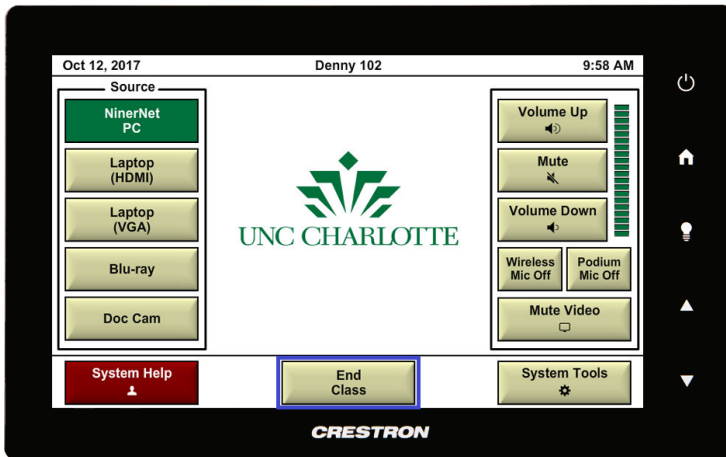 Oct 12, 2017
Denny 102
9:58 AM
Source
NinerNet
PC
Laptop
(HDMI)
Laptop
(VGA)
Blu-ray
Doc Cam
UNC CHARLOTTE
Volume Up
Mute
Volume Down
Wireless
Mic Off
Podium
Mic Off
Mute Video
System Help
End
Class
System Tools
CRESTRON